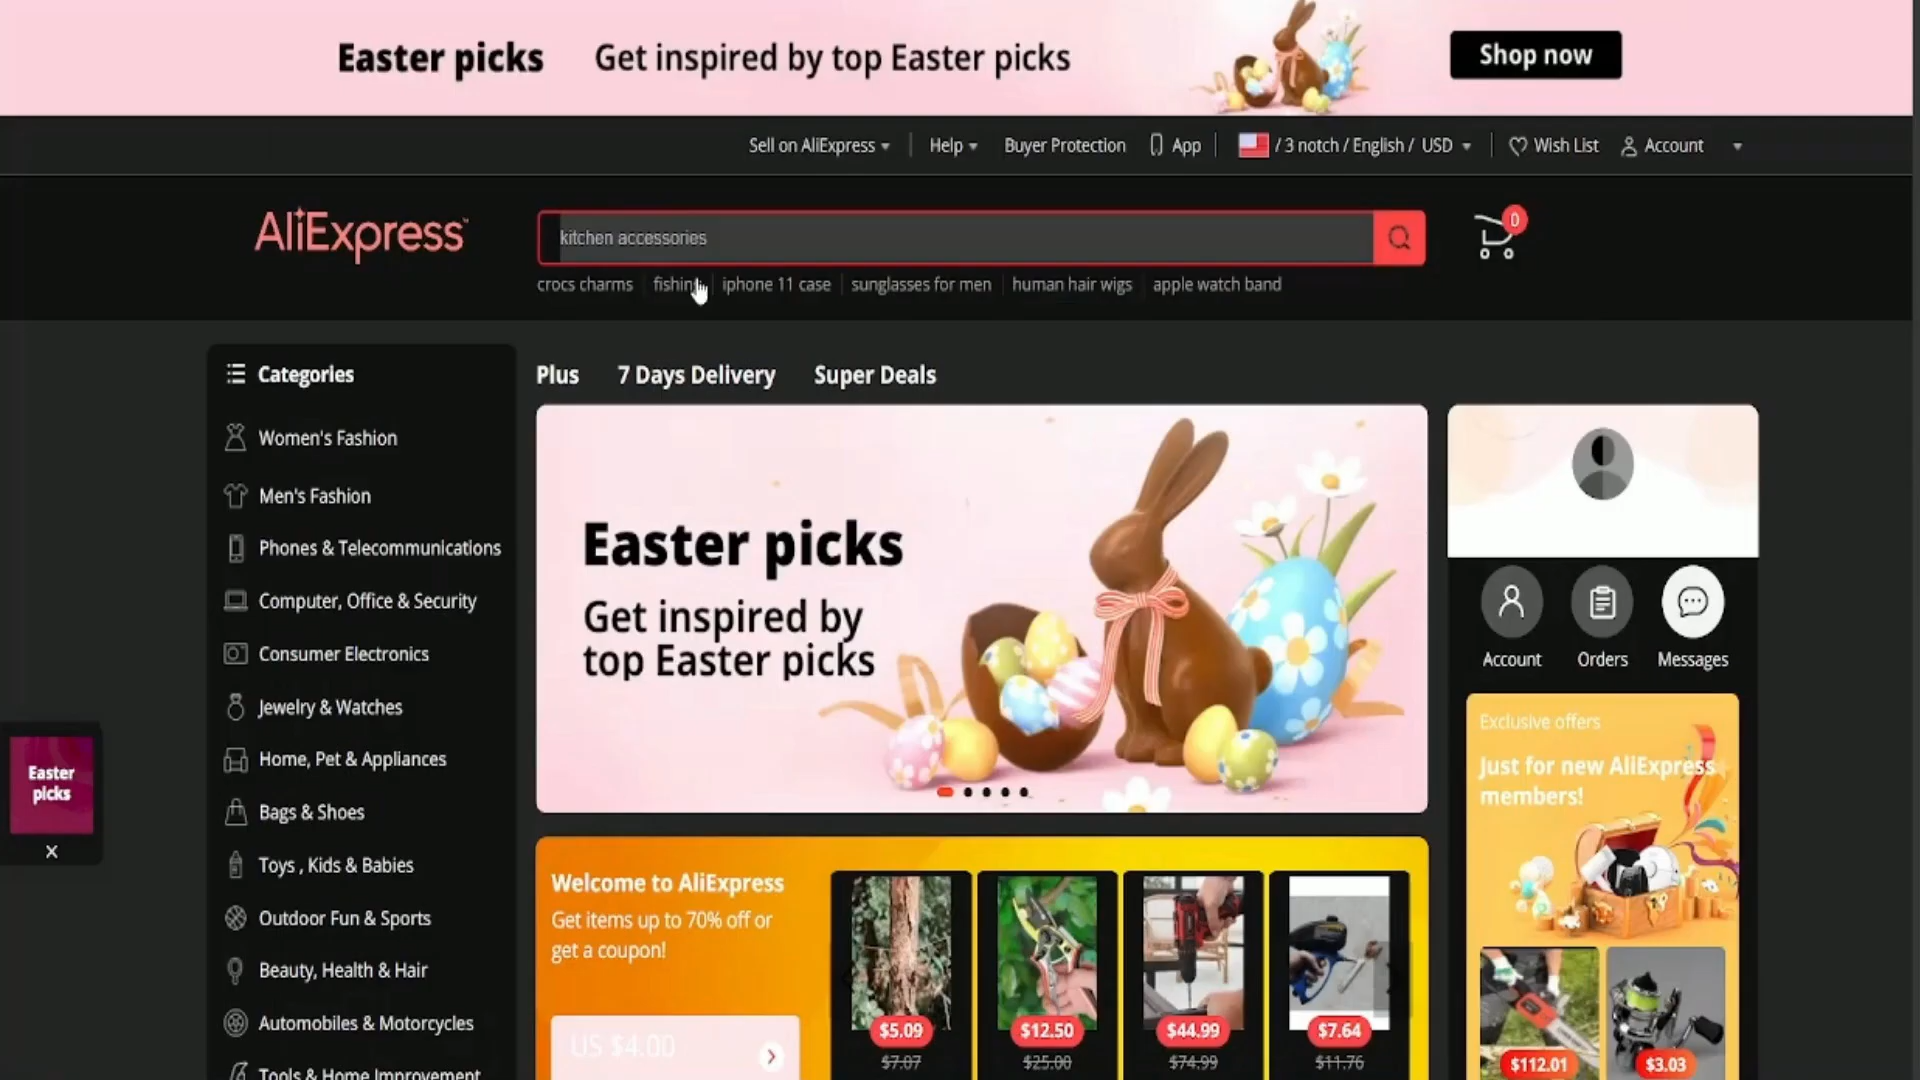 Easter picks Get inspired by top Easter picks Shop now
Sell on AliExpress Help Buyer Protection App / 3 notch / English / USD Wish List Account
AliExpress kitchen accessories 0
crocs charms fishing iphone 11 case sunglasses for men human hair wigs apple watch band
Categories
Plus 7 Days Delivery Super Deals
Women's Fashion
Men's Fashion
Phones & Telecommunications
Computer, Office & Security
Consumer Electronics
Jewelry & Watches
Home, Pet & Appliances
Bags & Shoes
Toys , Kids & Babies
Outdoor Fun & Sports
Beauty, Health & Hair
Automobiles & Motorcycles
Tools & Home Improvement
Easter
picks
X
Easter picks
Get inspired by
top Easter picks
Account Orders Messages
Exclusive offers
Just for new AliExpress
members!
$112.01 $3.03
Welcome to AliExpress
Get items up to 70% off or
get a coupon!
US $4.00
$5.09 $12.50 $44.99 $7.64
$7.07 $25.00 $74.99 $11.76